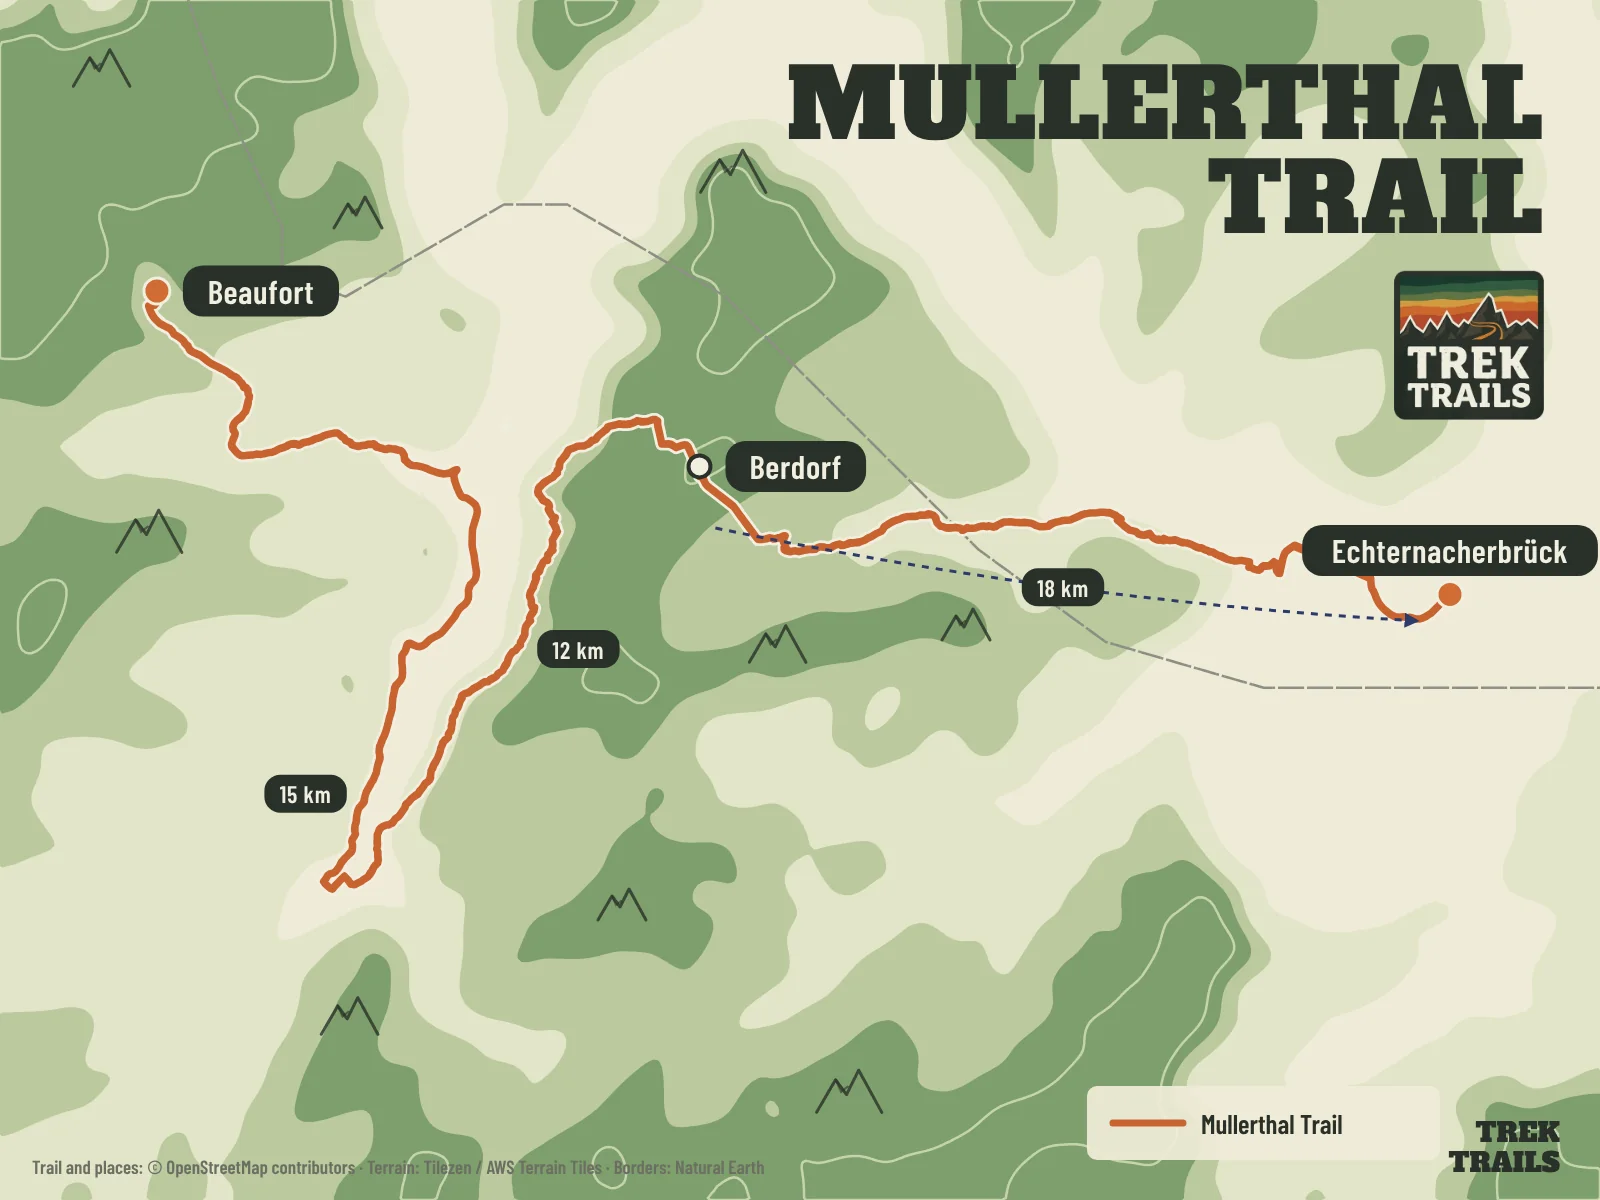 MULLERTHAL
TRAIL
Beaufort
TREK
TRAILS
Berdorf
Echternacherbrück
18 km
12 km
15 km
Mullerthal Trail
TREK
TRAILS
Trail and places: © OpenStreetMap contributors · Terrain: Tilezen / AWS Terrain Tiles · Borders: Natural Earth